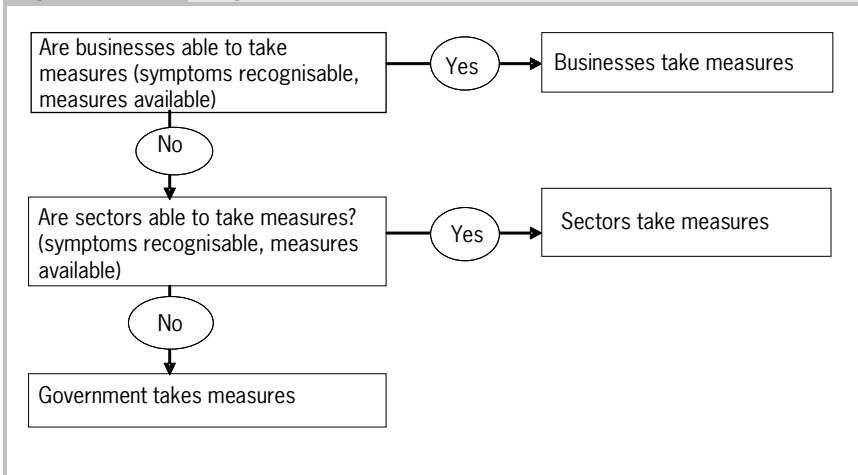 Are businesses able to take
measures (symptoms recognisable,
measures available)
Yes
Businesses take measures
No
Are sectors able to take measures?
(symptoms recognisable, measures
available)
Yes
Sectors take measures
No
Government takes measures